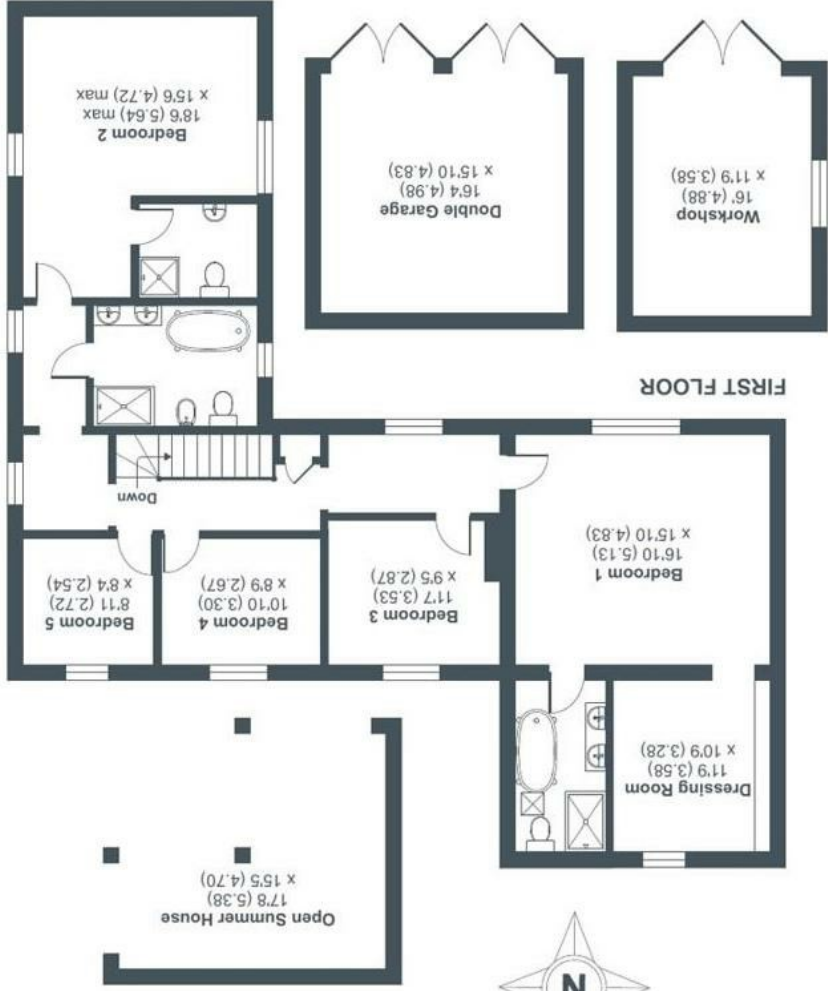 N
Open Summer House
17'8 (5.38)
x 15'5 (4.70)
Dressing Room
11'9 (3.58)
x 10'9 (3.28)
Bedroom 1
16'10 (5.13)
x 15'10 (4.83)
Bedroom 3
11'7 (3.53)
x 9'5 (2.87)
Bedroom 4
10'10 (3.30)
x 8'9 (2.67)
Bedroom 5
8'11 (2.72)
x 8'4 (2.54)
Down
FIRST FLOOR
Workshop
16' (4.88)
x 11'9 (3.58)
Double Garage
16'4 (4.98)
x 15'10 (4.83)
Bedroom 2
18'6 (5.64) max
x 15'6 (4.72) max